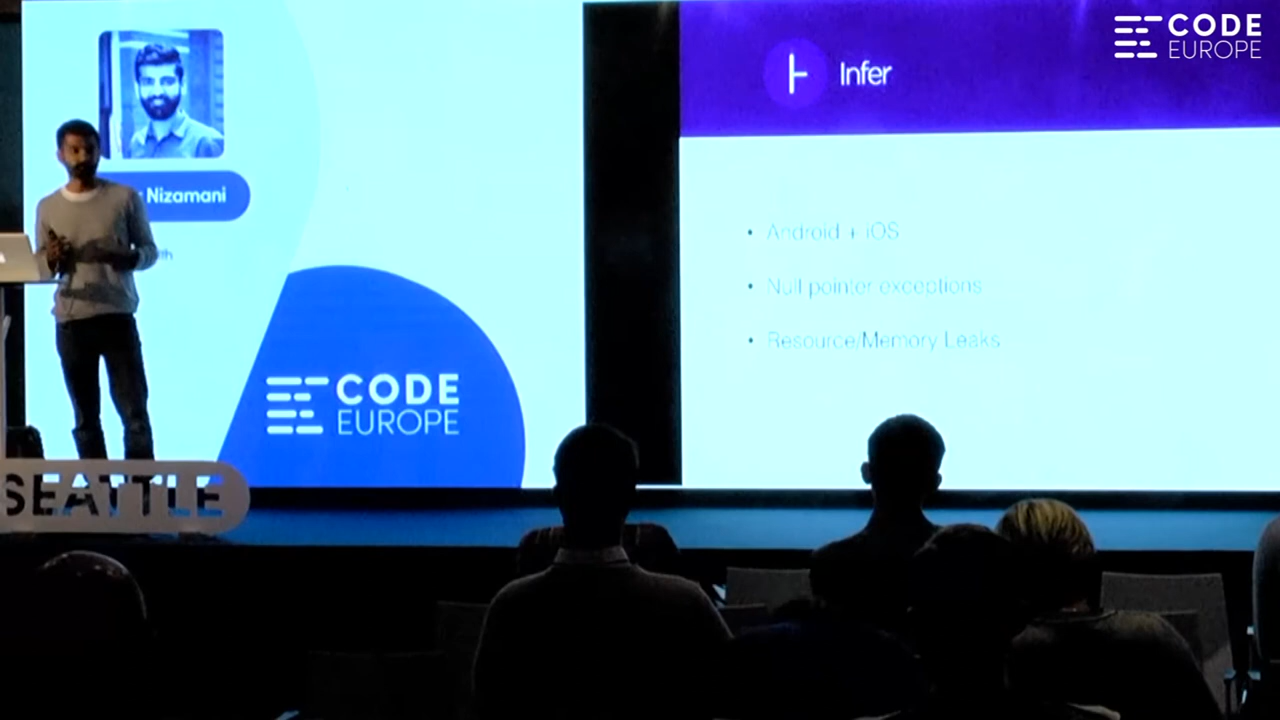 Nizamani
CODE
EUROPE
SEATTLE
Infer
• Android + iOS
• Null pointer exceptions
• Resource/Memory Leaks
CODE
EUROPE